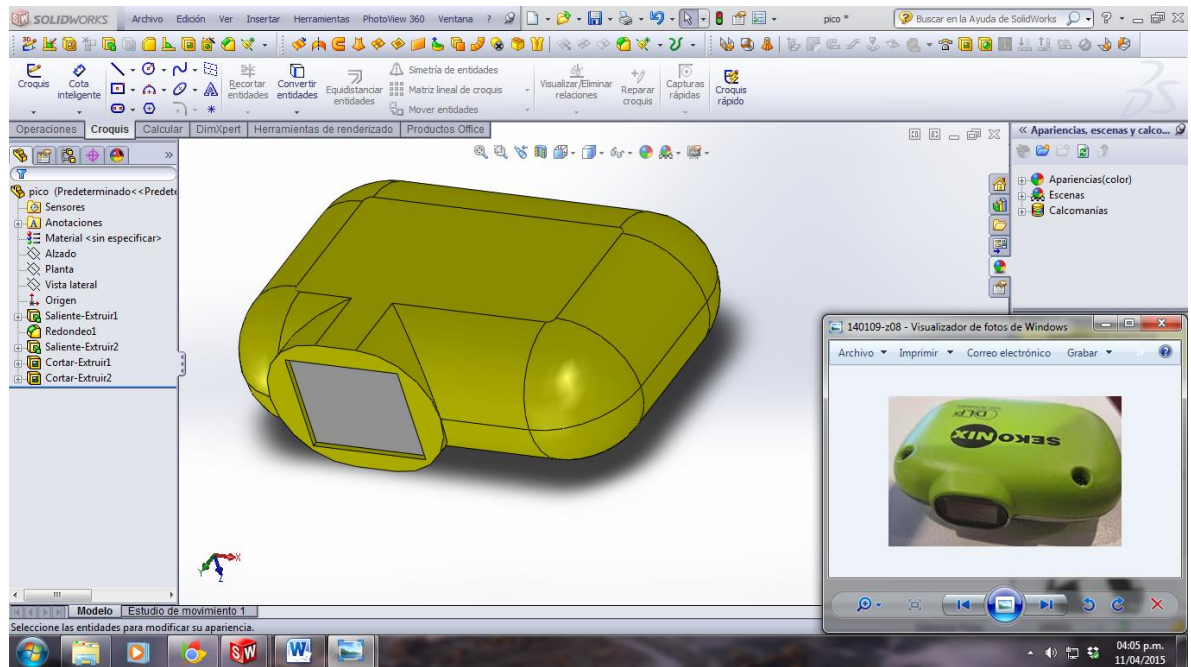 SOLIDWORKS Archivo Edición Ver Insertar Herramientas PhotoView 360 Ventana ? pico * Buscar en la Ayuda de SolidWorks
Croquis
Cota inteligente
Recortar entidades
Convertir entidades
Equidistanciar entidades
Simetría de entidades
Matriz lineal de croquis
Mover entidades
Visualizar/Eliminar relaciones
Reparar croquis
Capturas rápidas
Croquis rápido
Operaciones Croquis Calcular DimXpert Herramientas de renderizado Productos Office
« Apariencias, escenas y calco...
pico (Predeterminado<<Predete
Sensores
Anotaciones
Material <sin especificar>
Alzado
Planta
Vista lateral
Origen
Saliente-Extruir1
Redondeo1
Saliente-Extruir2
Cortar-Extruir1
Cortar-Extruir2
Apariencias(color)
Escenas
Calcomanías
140109-z08 - Visualizador de fotos de Windows
Archivo Imprimir Correo electrónico Grabar
DLP
SEKONIX
X
Y
Z
Modelo Estudio de movimiento 1
Seleccione las entidades para modificar su apariencia.
04:05 p.m.
11/04/2015